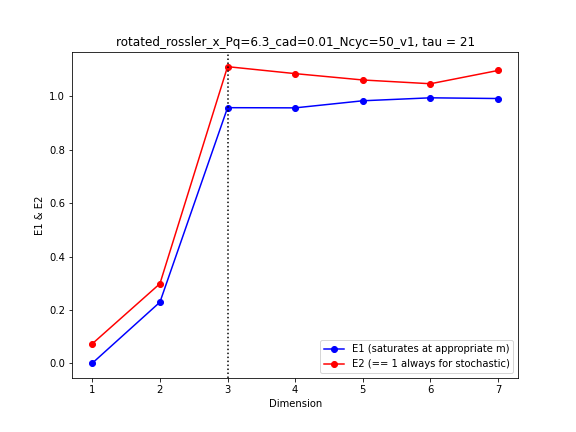 rotated_rossler_x_Pq=6.3_cad=0.01_Ncyc=50_v1, tau = 21
E1 & E2
1.0
0.8
0.6
0.4
0.2
0.0
E1 (saturates at appropriate m)
E2 (== 1 always for stochastic)
1 2 3 4 5 6 7
Dimension